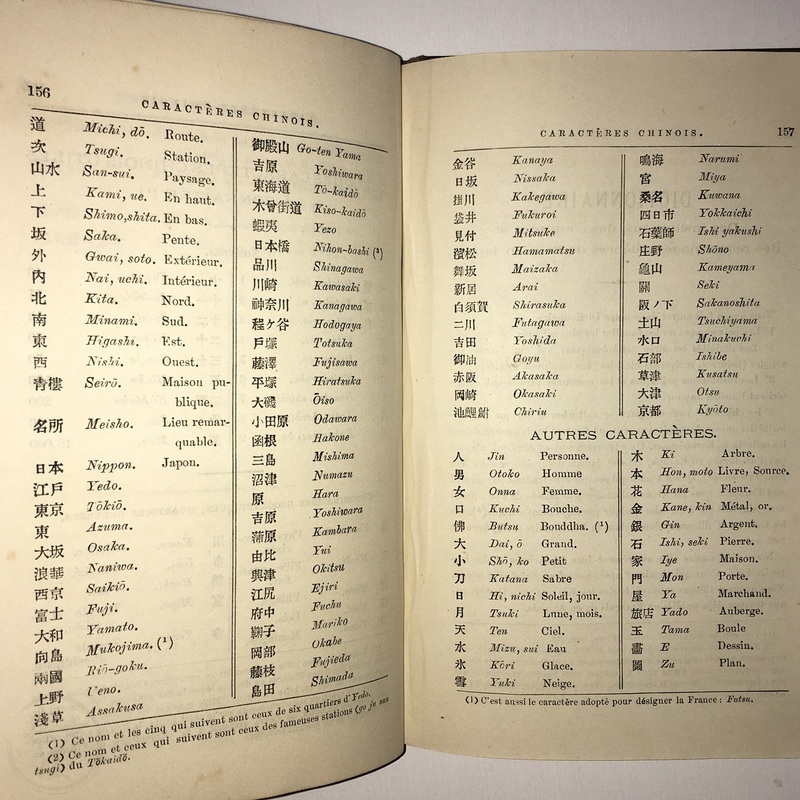 156
CARACTÈRES CHINOIS.
道 Michi, dō. Route.
次 Tsugi. Station.
山水 San-sui. Paysage.
上 Kami, ue. En haut.
下 Shimo, shita. En bas.
坂 Saka. Pente.
外 Gwai, soto. Extérieur.
内 Nai, uchi. Intérieur.
北 Kita. Nord.
南 Minami. Sud.
東 Higashi. Est.
西 Nishi. Ouest.
青樓 Seirō. Maison pu-
blique.
名所 Meisho. Lieu remar-
quable.
日本 Nippon. Japon.
江戸 Yedo.
東京 Tōkiō.
東 Azuma.
大坂 Osaka.
浪華 Naniwa.
西京 Saikiō.
富士 Fuji.
大和 Yamato.
向島 Mukojima. (1)
兩國 Riō-goku.
上野 Ueno.
淺草 Assakusa
御殿山 Go-ten Yama
吉原 Yoshiwara
東海道 Tō-kaidō
木曾街道 Kiso-kaidō
蝦夷 Yezo
日本橋 Nihon-bashi (2)
品川 Shinagawa
川崎 Kawasaki
神奈川 Kanagawa
程ケ谷 Hodogaya
戸塚 Totsuka
藤澤 Fujisawa
平塚 Hiratsuka
大磯 Ōiso
小田原 Odawara
函根 Hakone
三島 Mishima
沼津 Numazu
原 Hara
吉原 Yoshiwara
蒲原 Kambara
由比 Yui
興津 Okitsu
江尻 Ejiri
府中 Fuchu
鞠子 Mariko
岡部 Okabe
藤枝 Fujieda
島田 Shimada
(1) Ce nom et les cinq qui suivent sont ceux de six quartiers d'Yedo.
(2) Ce nom et ceux qui suivent sont ceux des fameuses stations (go ju san
tsugi) du Tōkaidō.
CARACTÈRES CHINOIS.
157
金谷 Kanaya
日坂 Nissaka
掛川 Kakegawa
袋井 Fukuroi
見付 Mitsuke
濱松 Hamamatsu
舞坂 Maizaka
新居 Arai
白須賀 Shirasuka
二川 Futagawa
吉田 Yoshida
御油 Goyu
赤阪 Akasaka
岡崎 Okasaki
池鯉鮒 Chiriu
鳴海 Narumi
宮 Miya
桑名 Kuwana
四日市 Yokkaichi
石薬師 Ishi yakushi
庄野 Shōno
龜山 Kameyama
關 Seki
阪ノ下 Sakanoshita
土山 Tsuchiyama
水口 Minakuchi
石部 Ishibe
草津 Kusatsu
大津 Otsu
京都 Kyōto
AUTRES CARACTÈRES.
人 Jin Personne.
男 Otoko Homme
女 Onna Femme.
口 Kuchi Bouche.
佛 Butsu Bouddha. (1)
大 Dai, ō Grand.
小 Shō, ko Petit
刀 Katana Sabre
日 Hi, nichi Soleil, jour.
月 Tsuki Lune, mois.
天 Ten Ciel.
水 Mizu, sui Eau
氷 Kōri Glace.
雪 Yuki Neige.
木 Ki Arbre.
本 Hon, moto Livre, Source.
花 Hana Fleur.
金 Kane, kin Métal, or.
銀 Gin Argent.
石 Ishi, seki Pierre.
家 Iye Maison.
門 Mon Porte.
屋 Ya Marchand.
旅店 Yado Auberge.
玉 Tama Boule
畵 E Dessin.
圖 Zu Plan.
(1) C'est aussi le caractère adopté pour désigner la France : Futsu.